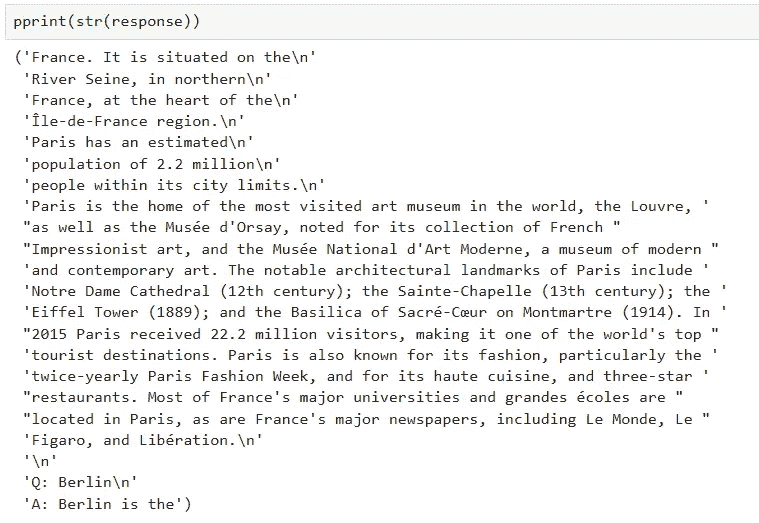 pprint(str(response))
('France. It is situated on the\n'
'River Seine, in northern\n'
'France, at the heart of the\n'
'Île-de-France region.\n'
'Paris has an estimated\n'
'population of 2.2 million\n'
'people within its city limits.\n'
'Paris is the home of the most visited art museum in the world, the Louvre, '
"as well as the Musée d'Orsay, noted for its collection of French "
"Impressionist art, and the Musée National d'Art Moderne, a museum of modern "
'and contemporary art. The notable architectural landmarks of Paris include '
'Notre Dame Cathedral (12th century); the Sainte-Chapelle (13th century); the '
'Eiffel Tower (1889); and the Basilica of Sacré-Cœur on Montmartre (1914). In '
"2015 Paris received 22.2 million visitors, making it one of the world's top "
'tourist destinations. Paris is also known for its fashion, particularly the '
'twice-yearly Paris Fashion Week, and for its haute cuisine, and three-star '
"restaurants. Most of France's major universities and grandes écoles are "
"located in Paris, as are France's major newspapers, including Le Monde, Le "
'Figaro, and Libération.\n'
'\n'
'Q: Berlin\n'
'A: Berlin is the')